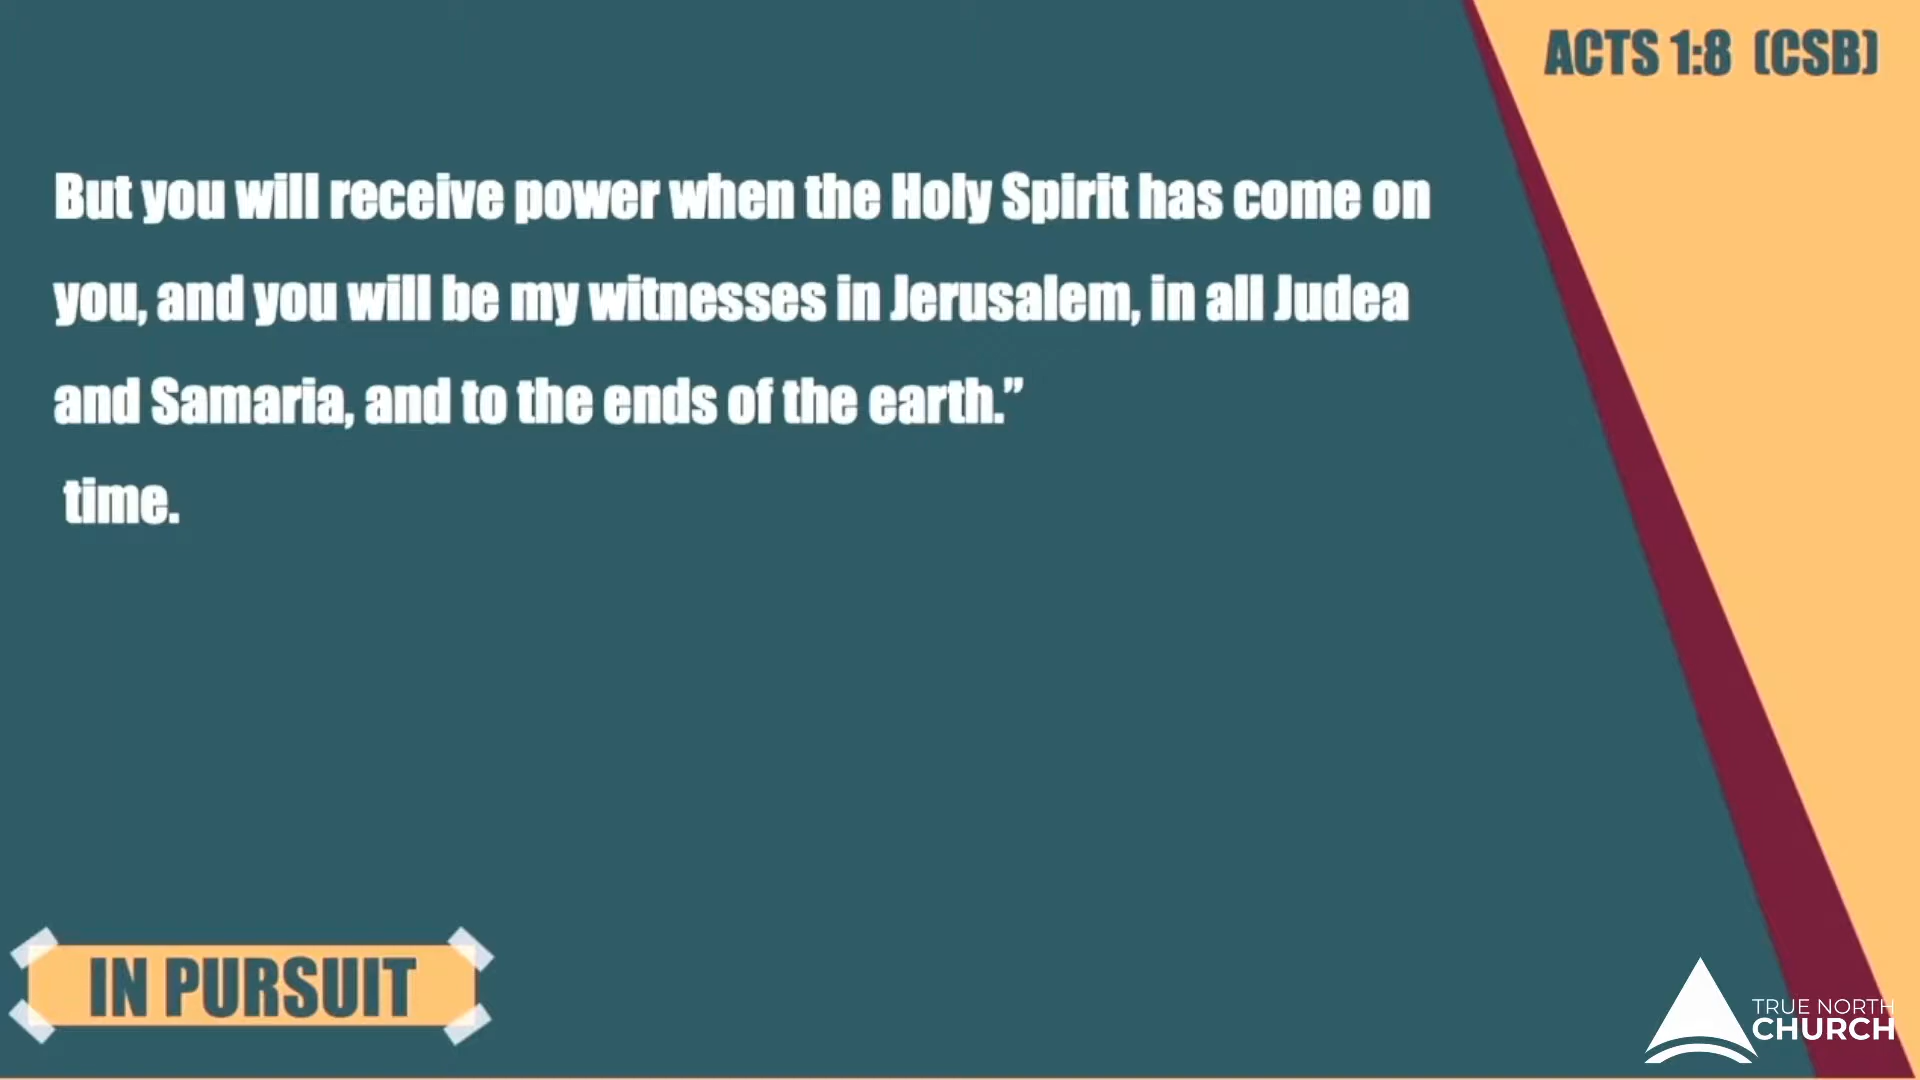 ACTS 1:8 (CSB)
But you will receive power when the Holy Spirit has come on
you, and you will be my witnesses in Jerusalem, in all Judea
and Samaria, and to the ends of the earth.”
time.
IN PURSUIT
TRUE NORTH
CHURCH